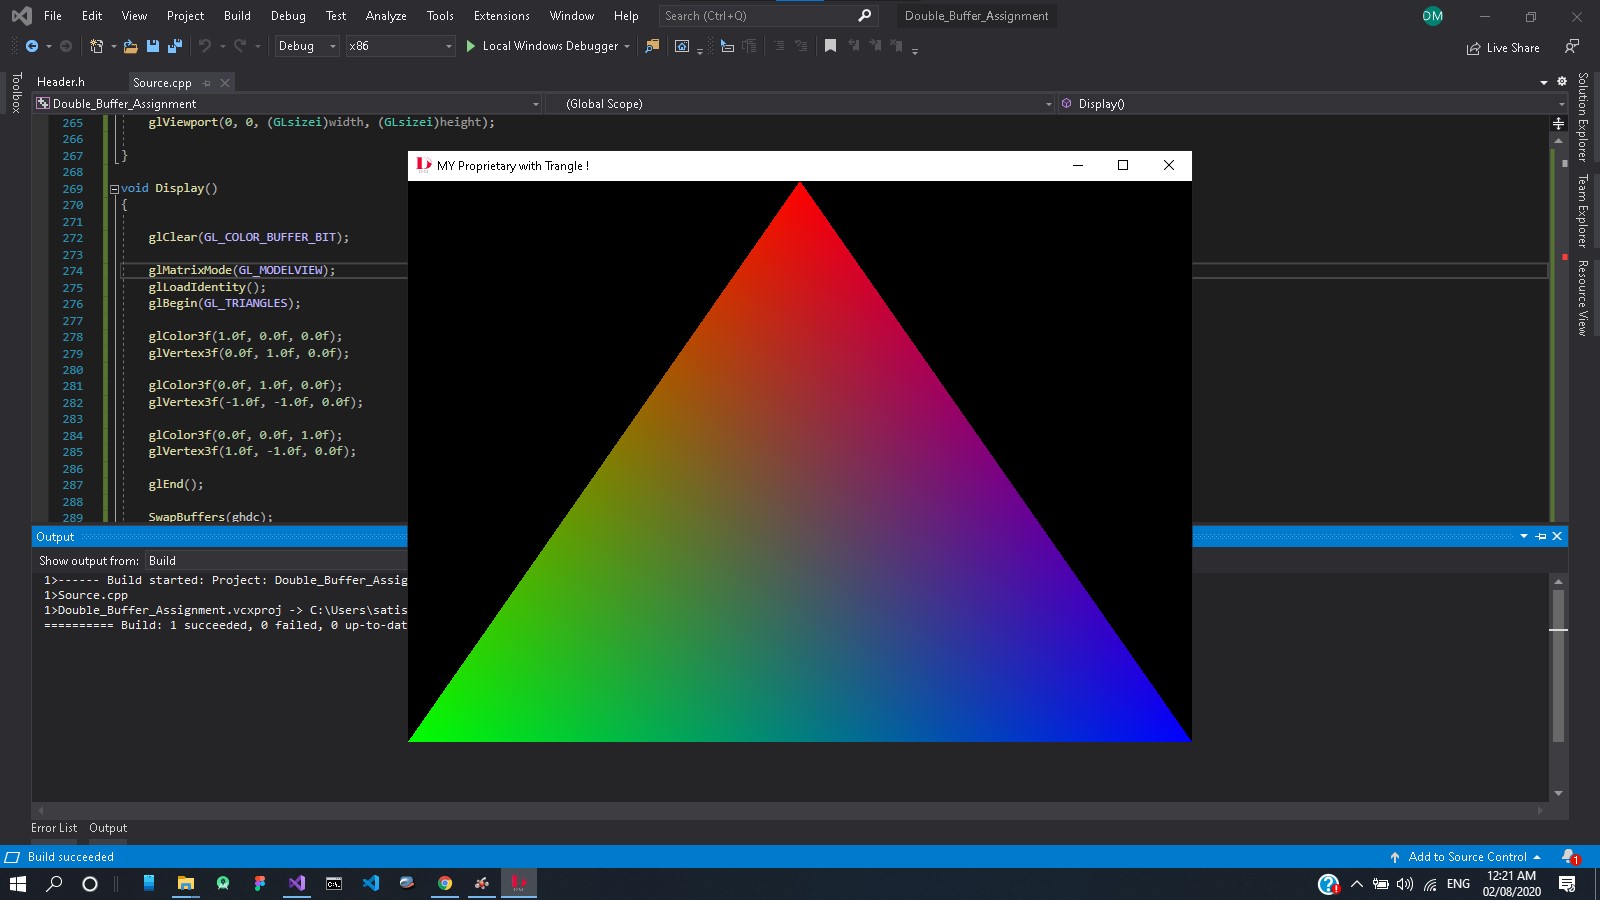 File Edit View Project Build Debug Test Analyze Tools Extensions Window Help Search (Ctrl+Q) Double_Buffer_Assignment DM
Debug x86 Local Windows Debugger Live Share
Toolbox
Header.h Source.cpp
Double_Buffer_Assignment (Global Scope) Display()
265 glViewport(0, 0, (GLsizei)width, (GLsizei)height);
266
267 }
268
269 void Display()
270 {
271
272 glClear(GL_COLOR_BUFFER_BIT);
273
274 glMatrixMode(GL_MODELVIEW);
275 glLoadIdentity();
276 glBegin(GL_TRIANGLES);
277
278 glColor3f(1.0f, 0.0f, 0.0f);
279 glVertex3f(0.0f, 1.0f, 0.0f);
280
281 glColor3f(0.0f, 1.0f, 0.0f);
282 glVertex3f(-1.0f, -1.0f, 0.0f);
283
284 glColor3f(0.0f, 0.0f, 1.0f);
285 glVertex3f(1.0f, -1.0f, 0.0f);
286
287 glEnd();
288
289 SwapBuffers(ghdc);
MY Proprietary with Trangle !
Solution Explorer
Team Explorer
Resource View
Output
Show output from: Build
1>------ Build started: Project: Double_Buffer_Assig
1>Source.cpp
1>Double_Buffer_Assignment.vcxproj -> C:\Users\satis
========== Build: 1 succeeded, 0 failed, 0 up-to-dat
Error List Output
Build succeeded Add to Source Control 1
ENG 12:21 AM
02/08/2020